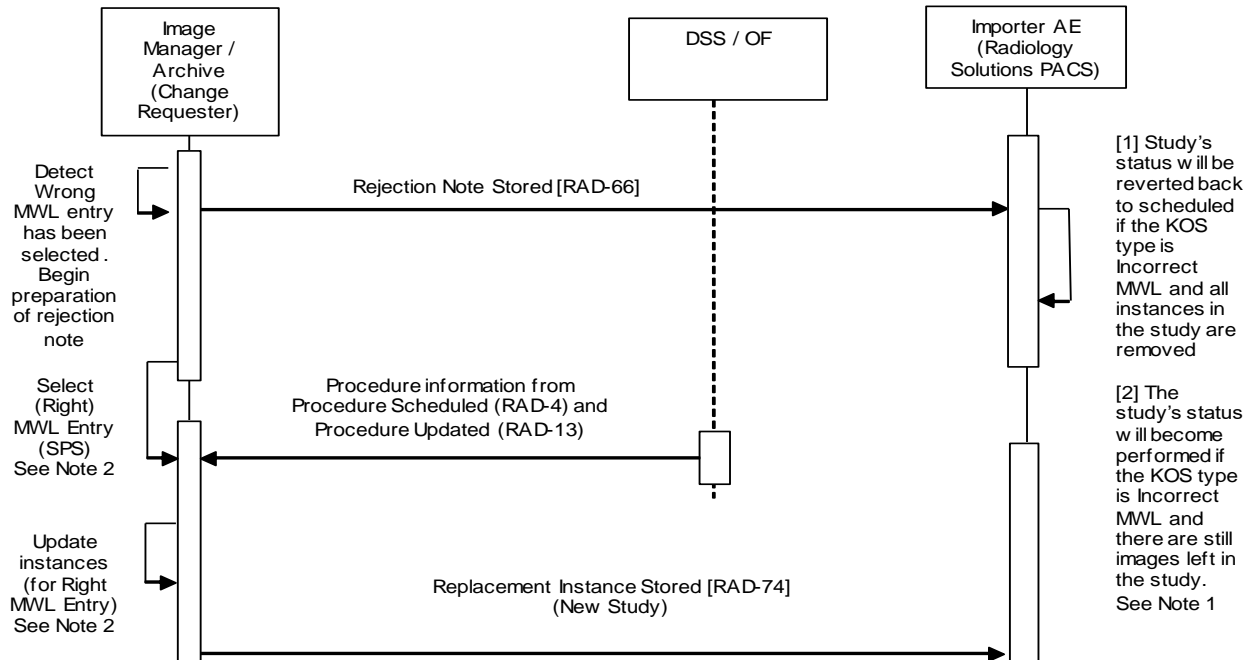 Image
Manager /
Archive
(Change
Requester)
DSS / OF
Importer AE
(Radiology
Solutions PACS)
Detect
Wrong
MWL entry
has been
selected .
Begin
preparation
of rejection
note
Rejection Note Stored [RAD-66]
[1] Study's
status will be
reverted back
to scheduled
if the KOS
type is
Incorrect
MWL and all
instances in
the study are
removed
Select
(Right)
MWL Entry
(SPS)
See Note 2
Procedure information from
Procedure Scheduled (RAD-4) and
Procedure Updated (RAD-13)
[2] The
study's status
will become
performed if
the KOS type
is Incorrect
MWL and
there are still
images left in
the study.
See Note 1
Update
instances
(for Right
MWL Entry)
See Note 2
Replacement Instance Stored [RAD-74]
(New Study)